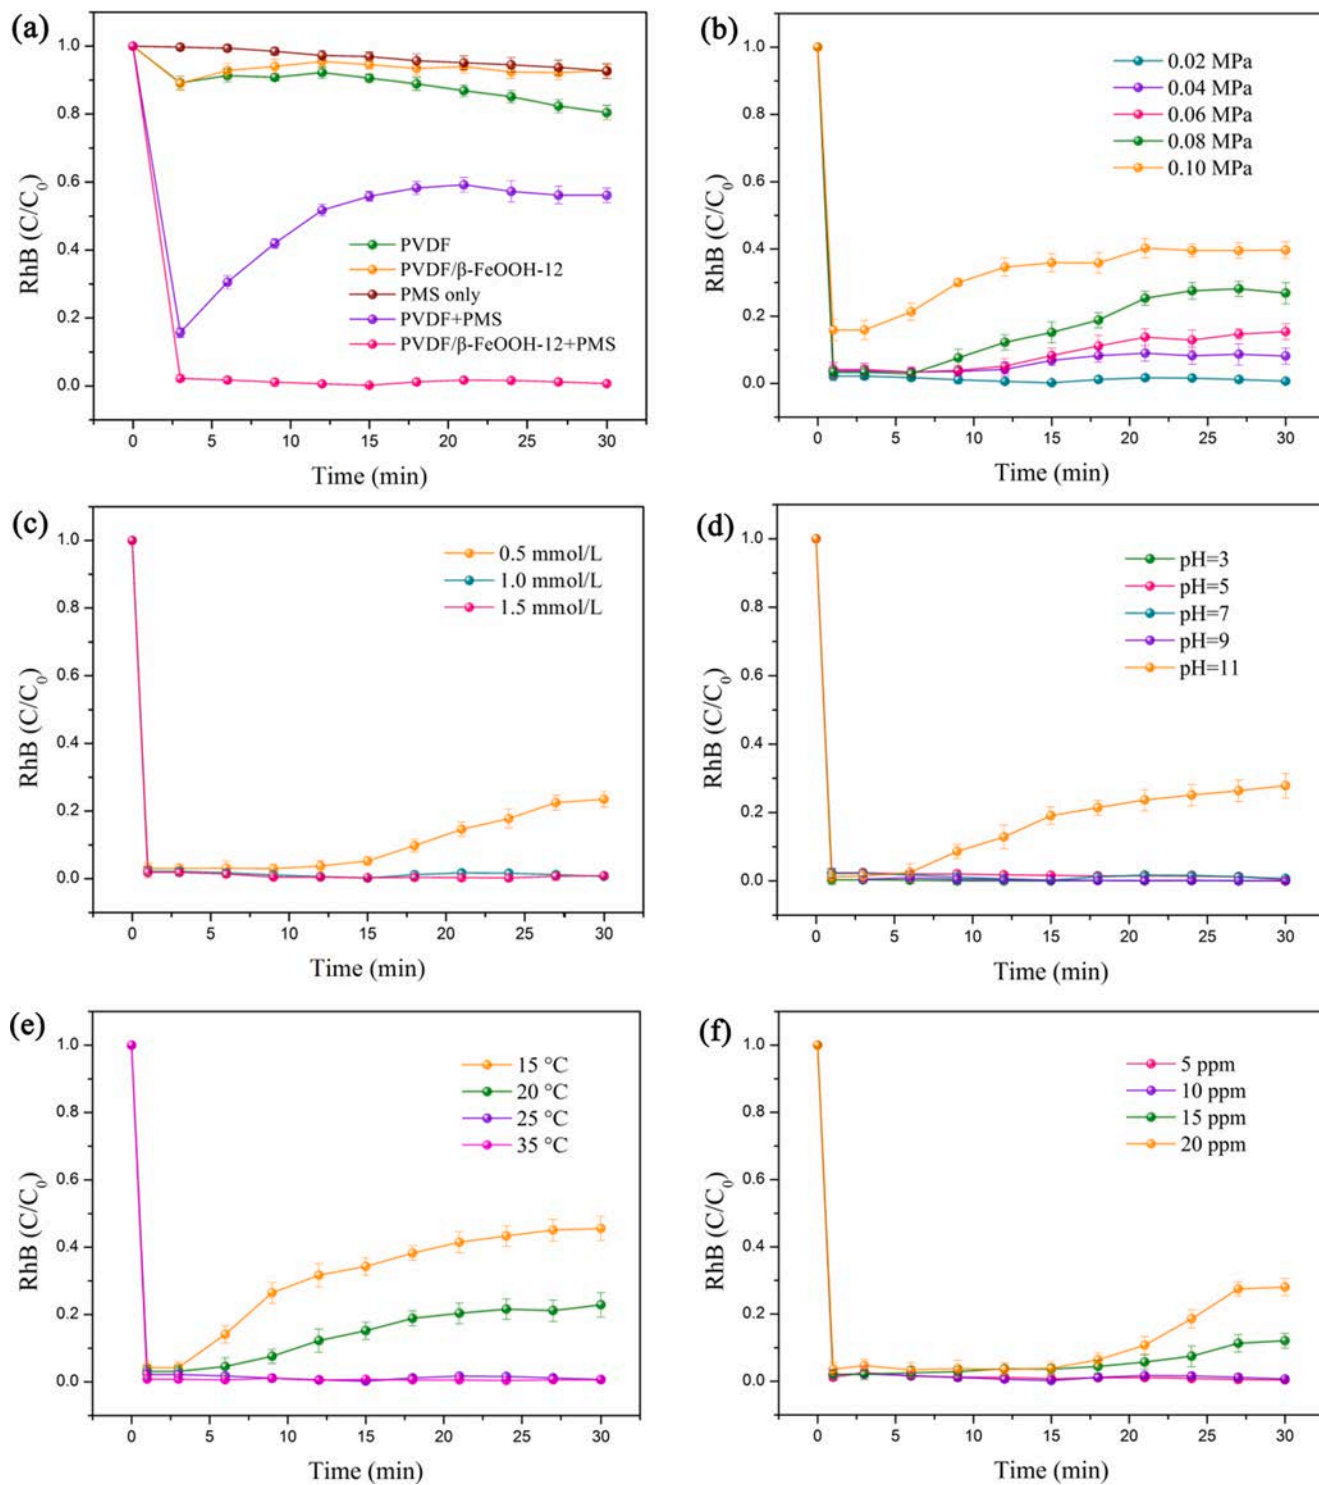 (a)
1.0
0.8
0.6
0.4
0.2
0.0
RhB (C/C₀)
PVDF
PVDF/β-FeOOH-12
PMS only
PVDF+PMS
PVDF/β-FeOOH-12+PMS
0 5 10 15 20 25 30
Time (min)
(b)
1.0
0.8
0.6
0.4
0.2
0.0
RhB (C/C₀)
0.02 MPa
0.04 MPa
0.06 MPa
0.08 MPa
0.10 MPa
0 5 10 15 20 25 30
Time (min)
(c)
1.0
0.8
0.6
0.4
0.2
0.0
RhB (C/C₀)
0.5 mmol/L
1.0 mmol/L
1.5 mmol/L
0 5 10 15 20 25 30
Time (min)
(d)
1.0
0.8
0.6
0.4
0.2
0.0
RhB (C/C₀)
pH=3
pH=5
pH=7
pH=9
pH=11
0 5 10 15 20 25 30
Time (min)
(e)
1.0
0.8
0.6
0.4
0.2
0.0
RhB (C/C₀)
15 °C
20 °C
25 °C
35 °C
0 5 10 15 20 25 30
Time (min)
(f)
1.0
0.8
0.6
0.4
0.2
0.0
RhB (C/C₀)
5 ppm
10 ppm
15 ppm
20 ppm
0 5 10 15 20 25 30
Time (min)